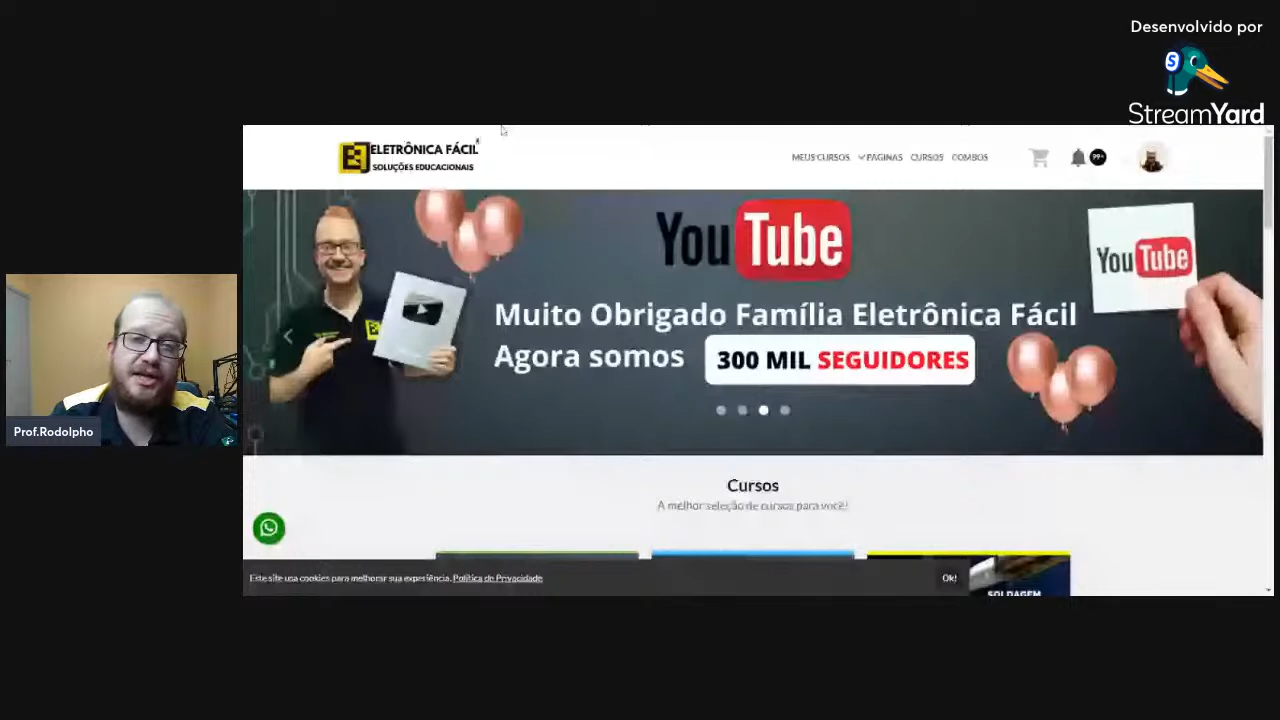 Desenvolvido por
StreamYard
ELETRÔNICA FÁCIL
SOLUÇÕES EDUCACIONAIS
MEUS CURSOS PAGINAS CURSOS COMBOS
99+
YouTube
YouTube
Muito Obrigado Família Eletrônica Fácil
Agora somos 300 MIL SEGUIDORES
Prof.Rodolpho
Cursos
A melhor seleção de cursos para você!
Este site usa cookies para melhorar sua experiência. Política de Privacidade Ok!
SOLDAGEM